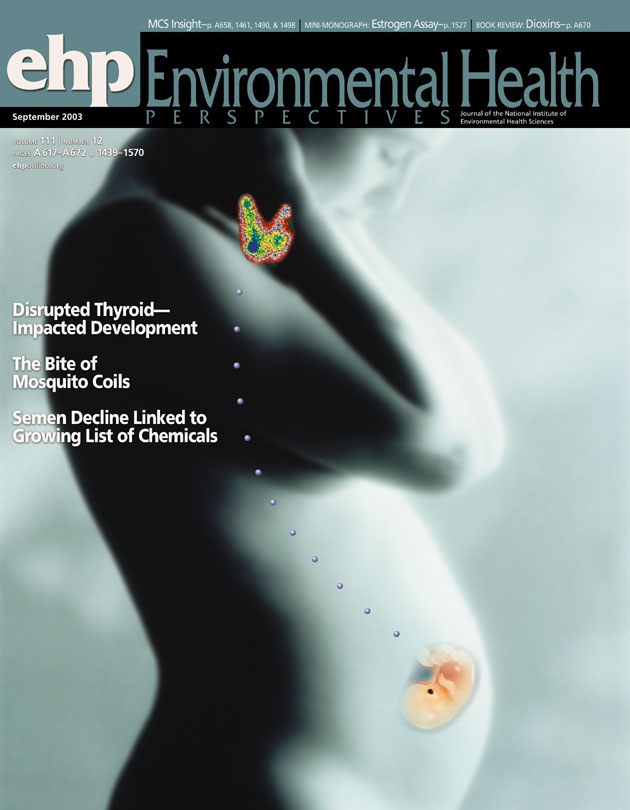 MCS Insight–p. A658, 1461, 1490, & 1498 | MINI-MONOGRAPH: Estrogen Assay–p. 1527 | BOOK REVIEW: Dioxins–p. A670
ehp Environmental Health
PERSPECTIVES
September 2003
Journal of the National Institute of
Environmental Health Sciences
VOLUME 111 | NUMBER 12
PAGES A617–A672 & 1439–1570
ehponline.org
Disrupted Thyroid—
Impacted Development
The Bite of
Mosquito Coils
Semen Decline Linked to
Growing List of Chemicals